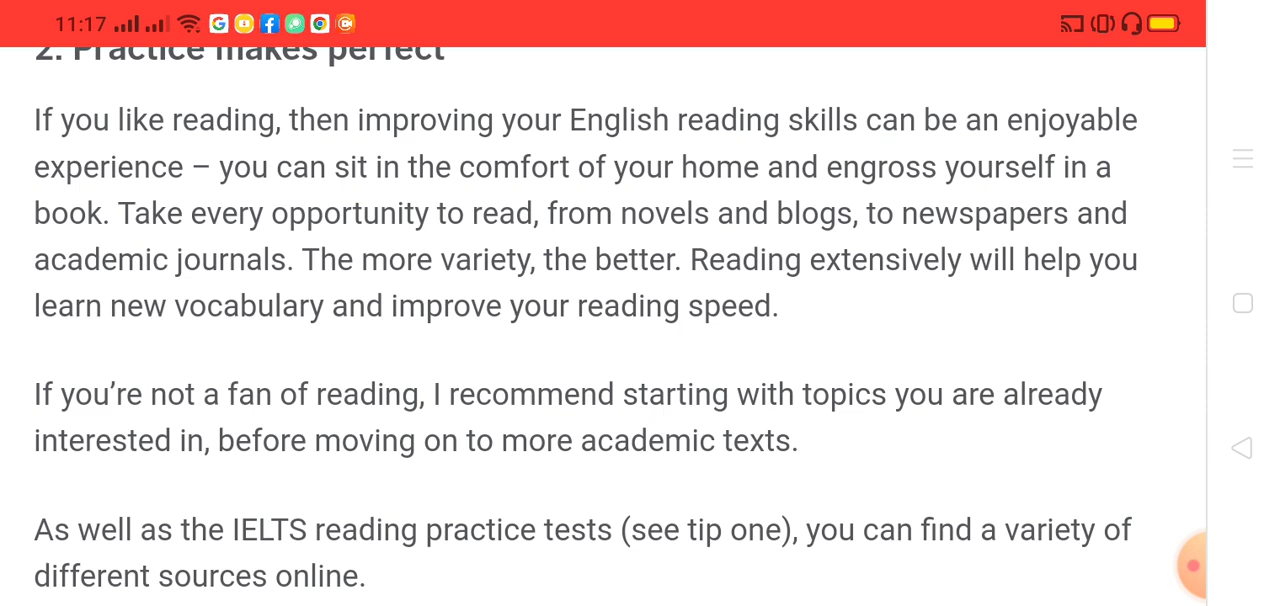 11:17
2. Practice makes perfect
If you like reading, then improving your English reading skills can be an enjoyable
experience – you can sit in the comfort of your home and engross yourself in a
book. Take every opportunity to read, from novels and blogs, to newspapers and
academic journals. The more variety, the better. Reading extensively will help you
learn new vocabulary and improve your reading speed.
If you’re not a fan of reading, I recommend starting with topics you are already
interested in, before moving on to more academic texts.
As well as the IELTS reading practice tests (see tip one), you can find a variety of
different sources online.